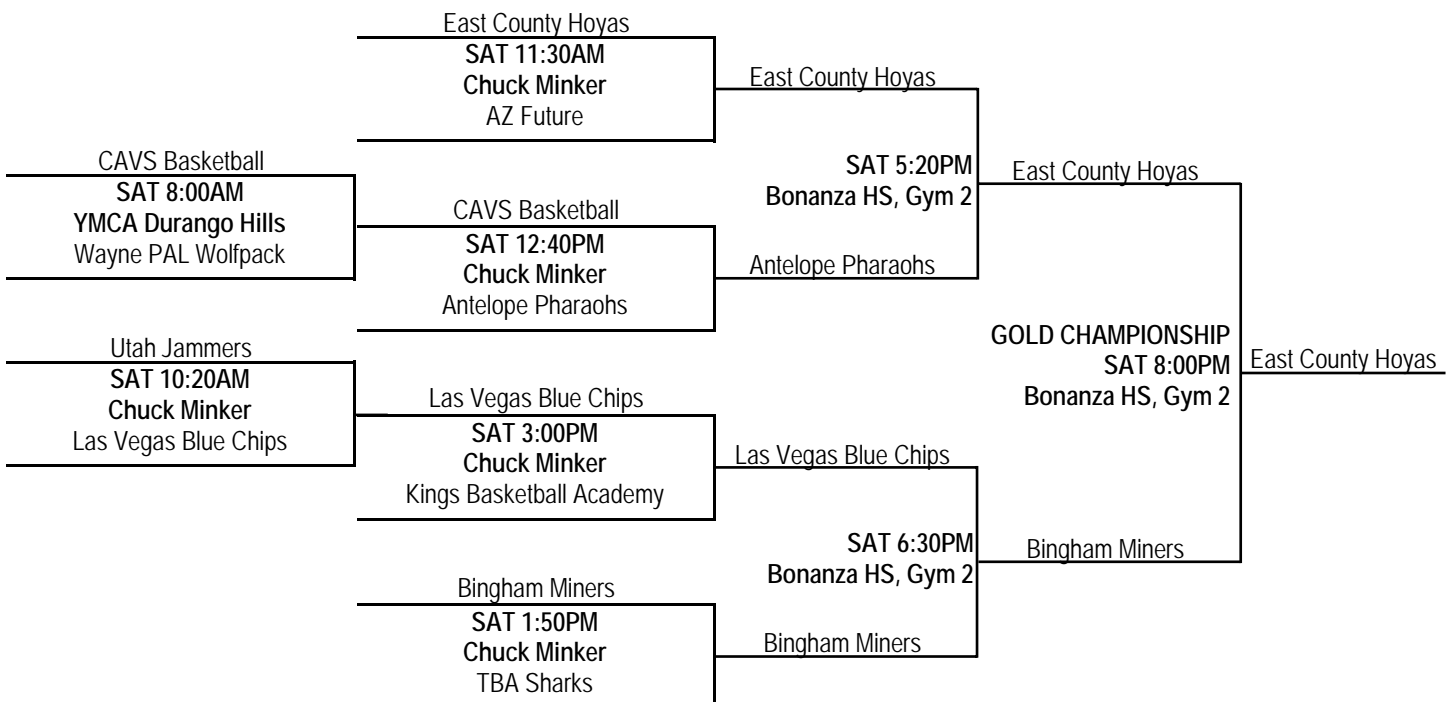 East County Hoyas
SAT 11:30AM
Chuck Minker
AZ Future
CAVS Basketball
SAT 8:00AM
YMCA Durango Hills
Wayne PAL Wolfpack
CAVS Basketball
SAT 12:40PM
Chuck Minker
Antelope Pharaohs
Utah Jammers
SAT 10:20AM
Chuck Minker
Las Vegas Blue Chips
Las Vegas Blue Chips
SAT 3:00PM
Chuck Minker
Kings Basketball Academy
Bingham Miners
SAT 1:50PM
Chuck Minker
TBA Sharks
East County Hoyas
SAT 5:20PM
Bonanza HS, Gym 2
Antelope Pharaohs
Las Vegas Blue Chips
SAT 6:30PM
Bonanza HS, Gym 2
Bingham Miners
East County Hoyas
GOLD CHAMPIONSHIP
SAT 8:00PM
Bonanza HS, Gym 2
Bingham Miners
East County Hoyas